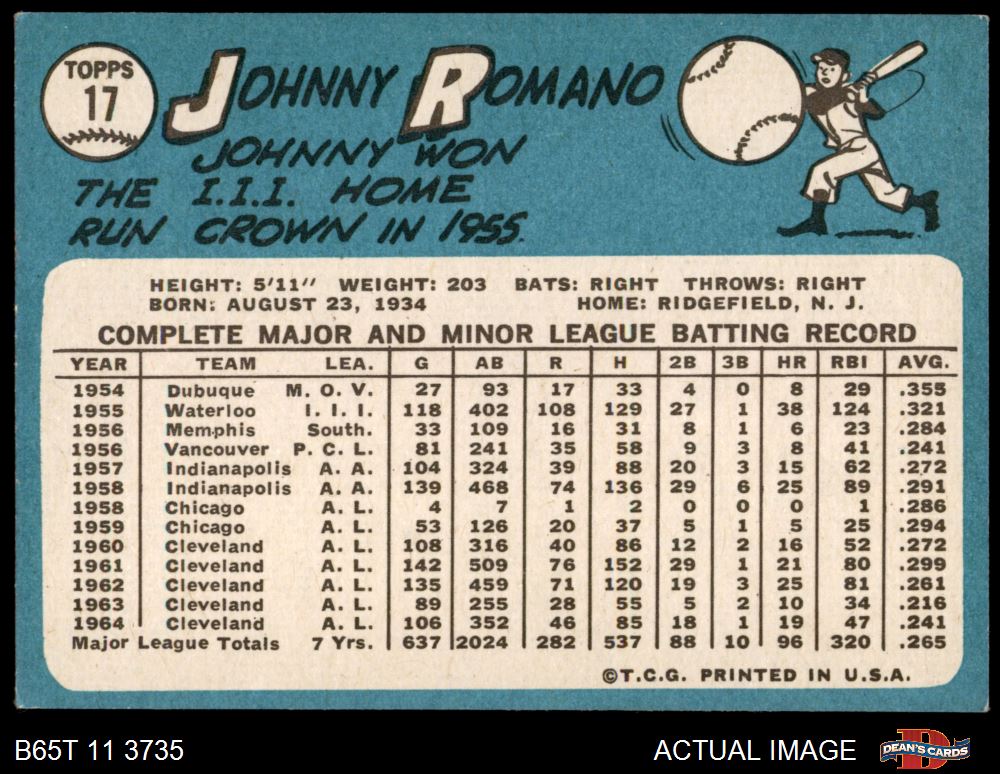 TOPPS
17
JOHNNY ROMANO
JOHNNY WON
THE I.I.I. HOME
RUN CROWN IN 1955.
HEIGHT: 5'11" WEIGHT: 203 BATS: RIGHT THROWS: RIGHT
BORN: AUGUST 23, 1934 HOME: RIDGEFIELD, N. J.
COMPLETE MAJOR AND MINOR LEAGUE BATTING RECORD
YEAR TEAM LEA. G AB R H 2B 3B HR RBI AVG.
1954 Dubuque M. O. V. 27 93 17 33 4 0 8 29 .355
1955 Waterloo I. I. I. 118 402 108 129 27 1 38 124 .321
1956 Memphis South. 33 109 16 31 8 1 6 23 .284
1956 Vancouver P. C. L. 81 241 35 58 9 3 8 41 .241
1957 Indianapolis A. A. 104 324 39 88 20 3 15 62 .272
1958 Indianapolis A. A. 139 468 74 136 29 6 25 89 .291
1958 Chicago A. L. 4 7 1 2 0 0 0 1 .286
1959 Chicago A. L. 53 126 20 37 5 1 5 25 .294
1960 Cleveland A. L. 108 316 40 86 12 2 16 52 .272
1961 Cleveland A. L. 142 509 76 152 29 1 21 80 .299
1962 Cleveland A. L. 135 459 71 120 19 3 25 81 .261
1963 Cleveland A. L. 89 255 28 55 5 2 10 34 .216
1964 Cleveland A. L. 106 352 46 85 18 1 19 47 .241
Major League Totals 7 Yrs. 637 2024 282 537 88 10 96 320 .265
©T.C.G. PRINTED IN U.S.A.
B65T 11 3735 ACTUAL IMAGE DEAN'S CARDS